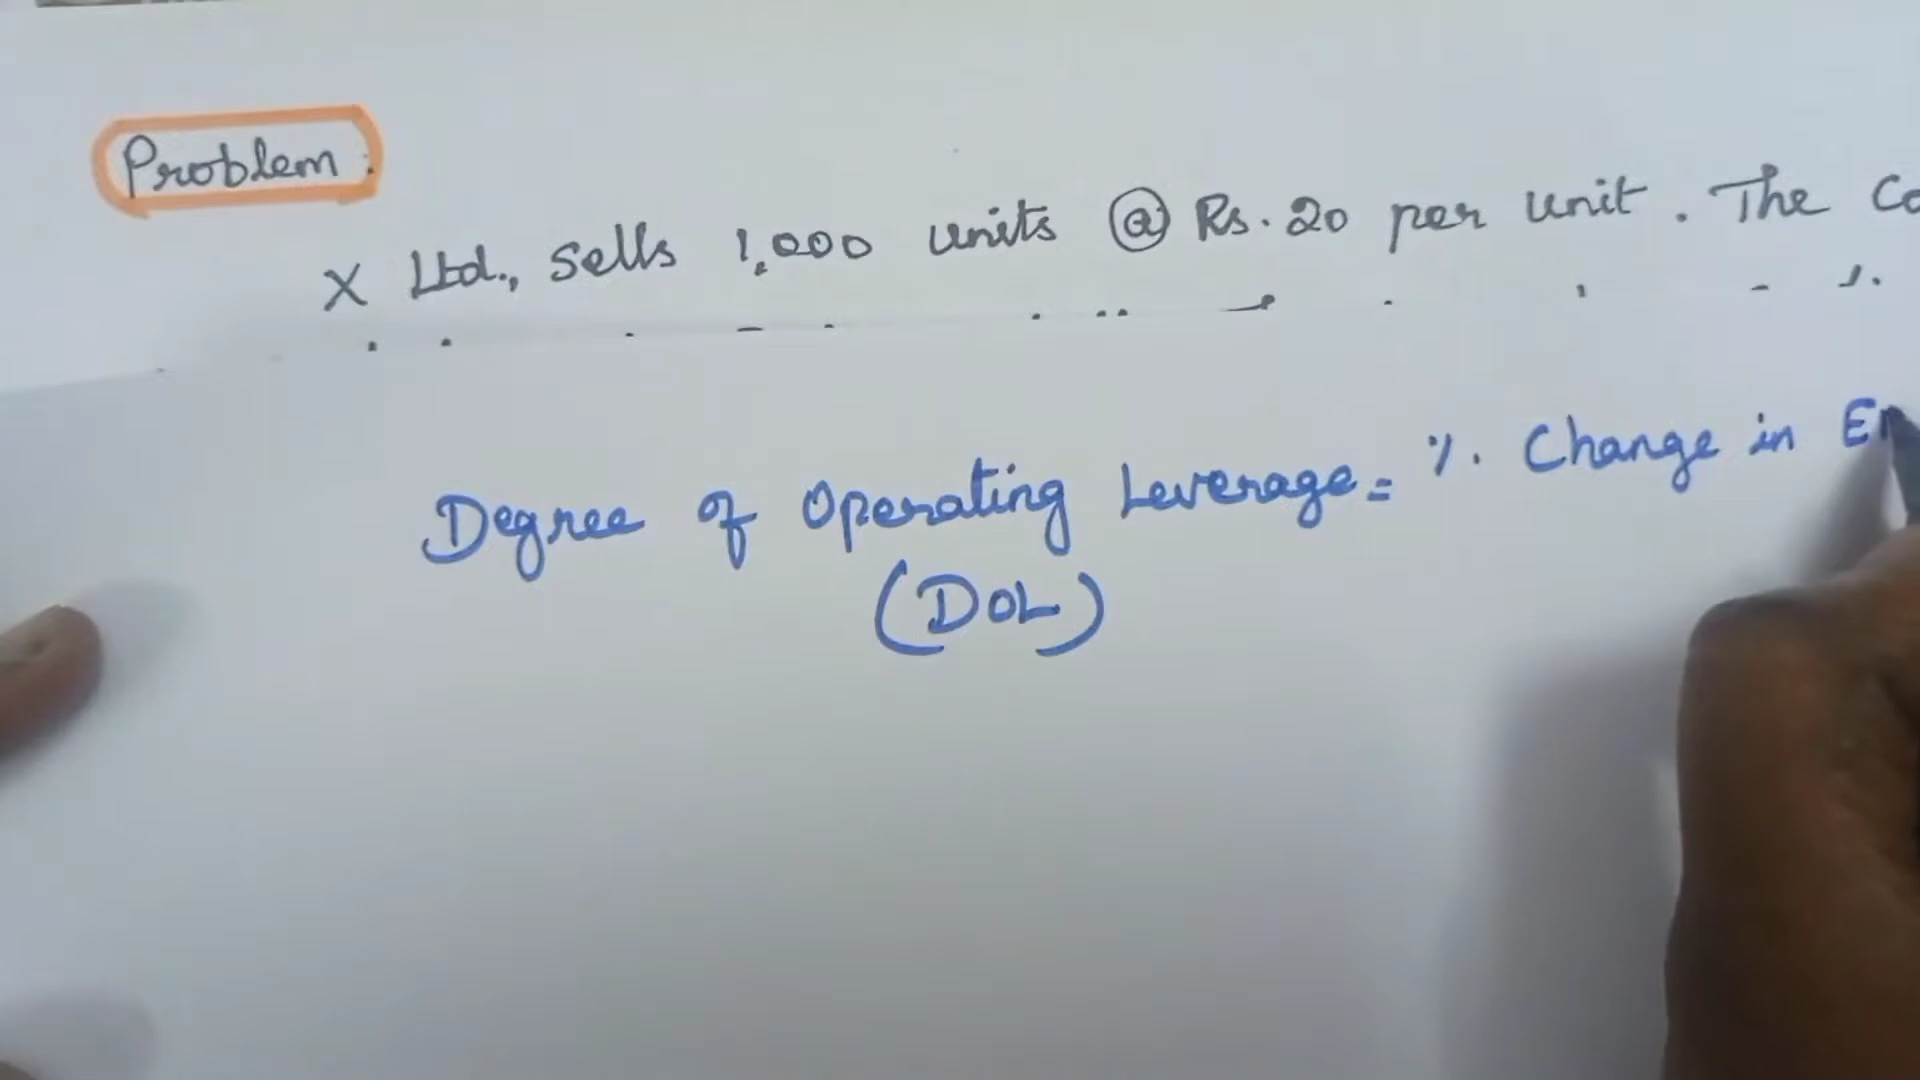 Problem:
X Ltd., sells 1,000 units @ Rs. 20 per unit. The
Degree of Operating Leverage = % Change in
(DOL)